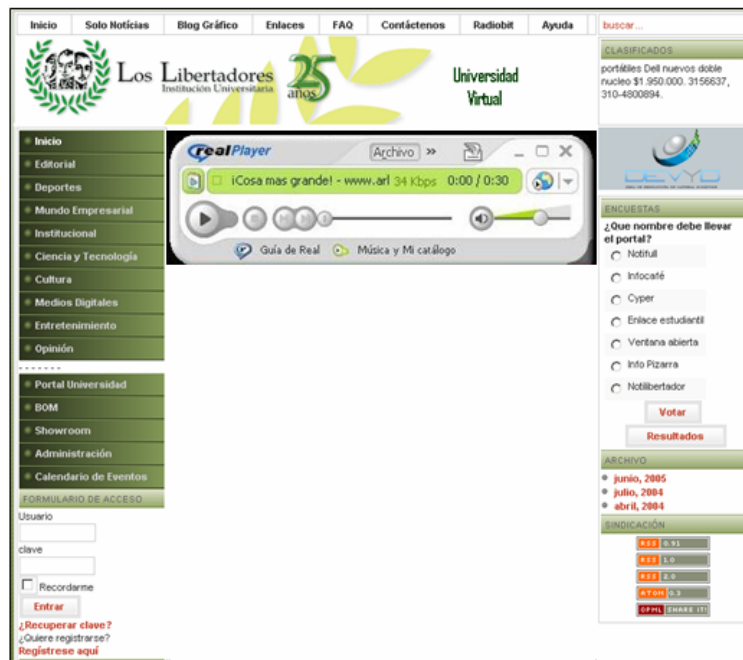 Inicio
Solo Notícias
Blog Gráfico
Enlaces
FAQ
Contáctenos
Radiobit
Ayuda
buscar...
Los Libertadores
Institución Universitaria
25
años
Universidad
Virtual
CLASIFICADOS
portátiles Dell nuevos doble
nucleo $1.950.000. 3156637,
310-4800894.
Inicio
Editorial
Deportes
Mundo Empresarial
Institucional
Ciencia y Tecnología
Cultura
Medios Digitales
Entretenimiento
Opinión
- - - - - - -
Portal Universidad
BOM
Showroom
Administración
Calendario de Eventos
FORMULARIO DE ACCESO
Usuario
clave
Recordarme
Entrar
¿Recuperar clave?
¿Quiere registrarse?
Regístrese aquí
realPlayer
Archivo »
¡Cosa mas grande! - www.arl 34 Kbps 0:00 / 0:30
Guía de Real
Música y Mi catálogo
DEVYD
ENCUESTAS
¿Que nombre debe llevar
el portal?
Notifull
Infocafé
Cyper
Enlace estudiantil
Ventana abierta
Info Pizarra
Notilibertador
Votar
Resultados
ARCHIVO
junio, 2005
julio, 2004
abril, 2004
SINDICACIÓN
RSS 0.91
RSS 1.0
RSS 2.0
ATOM 0.3
OPML SHARE IT!